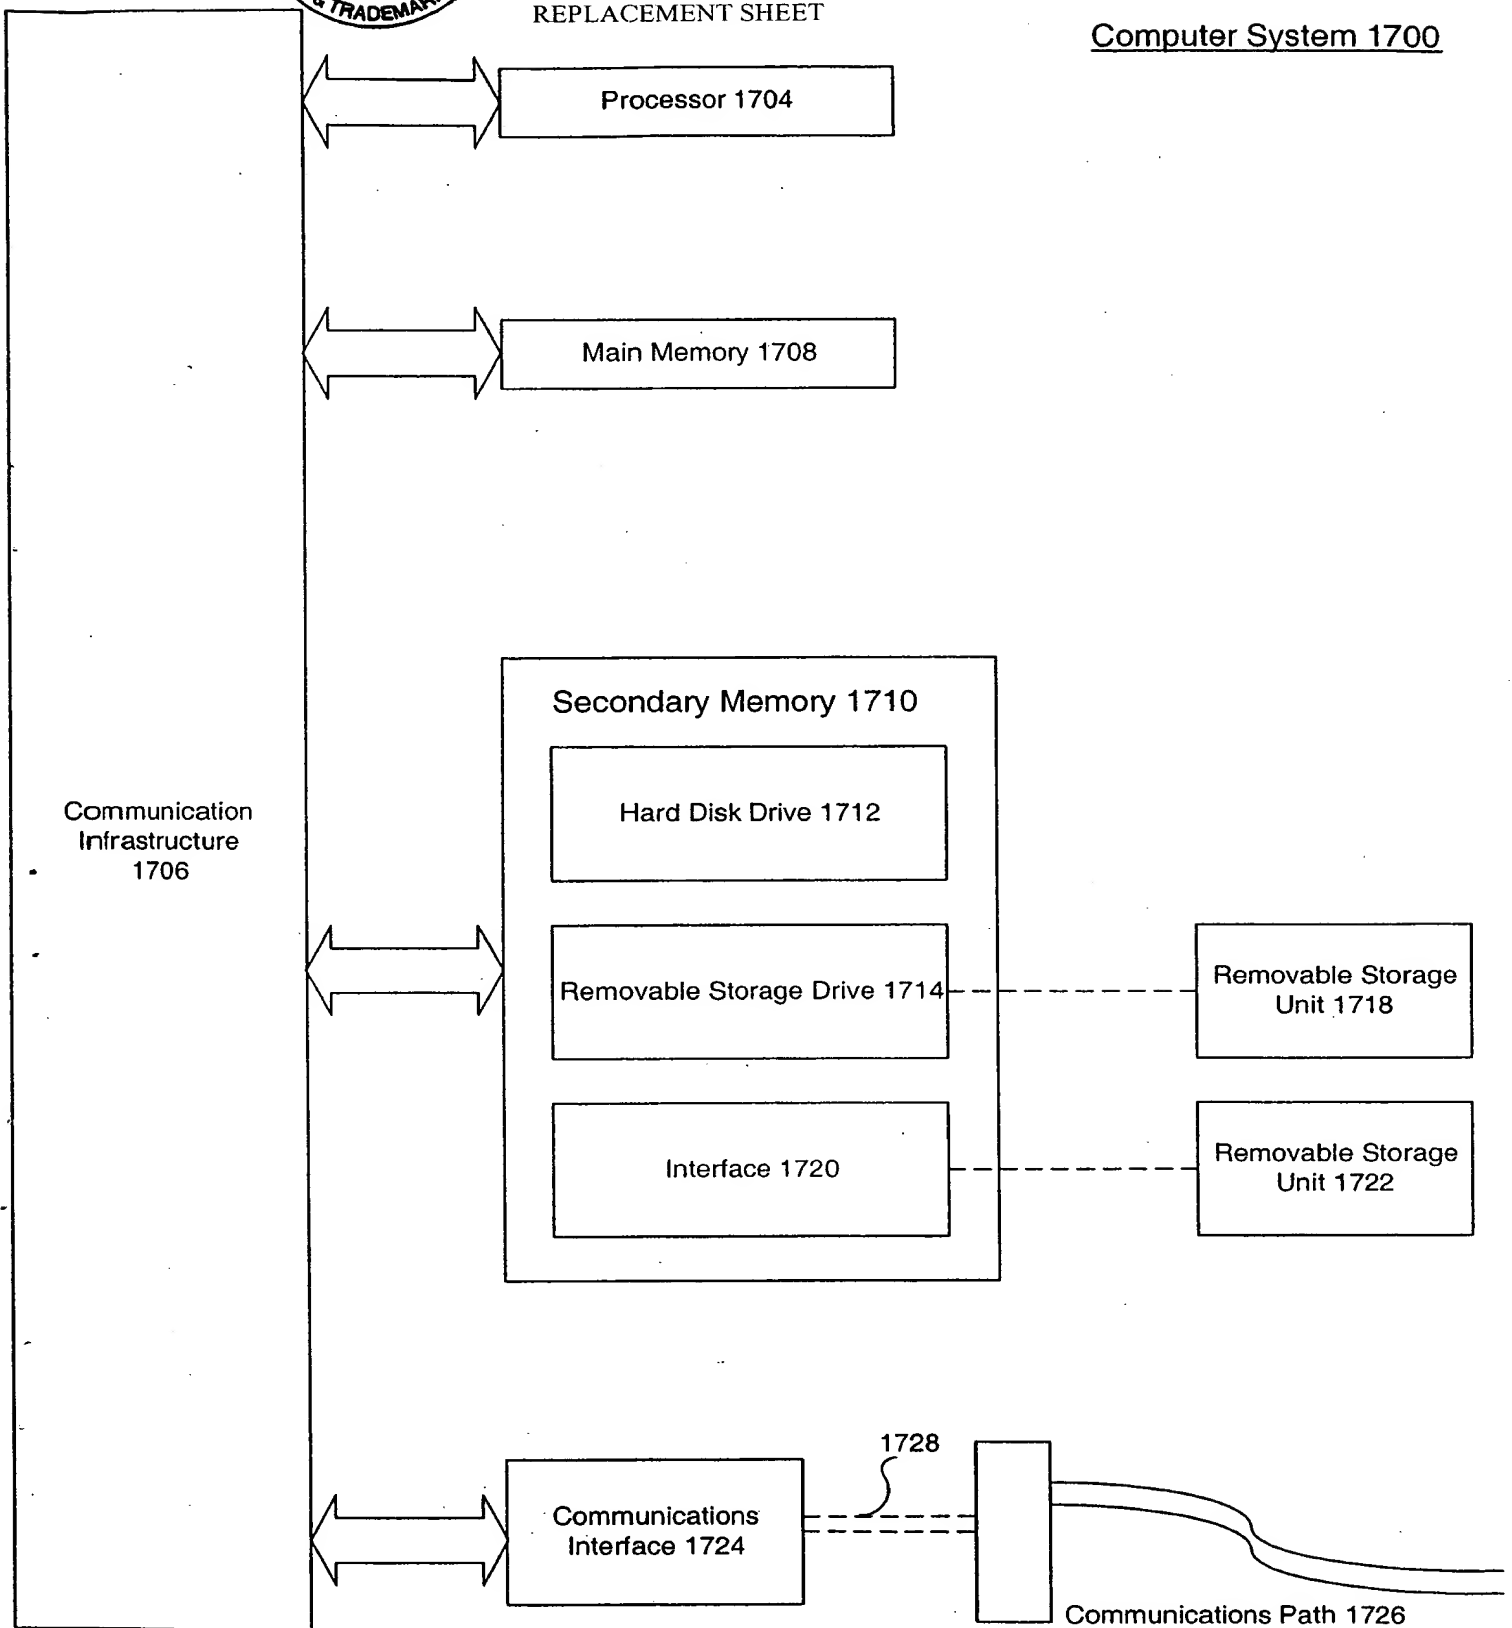 & TRADEMAR
REPLACEMENT SHEET
Computer System 1700
Processor 1704
Main Memory 1708
Secondary Memory 1710
Hard Disk Drive 1712
Communication
Infrastructure
1706
Removable Storage Drive 1714
Removable Storage
Unit 1718
Interface 1720
Removable Storage
Unit 1722
1728
Communications
Interface 1724
Communications Path 1726